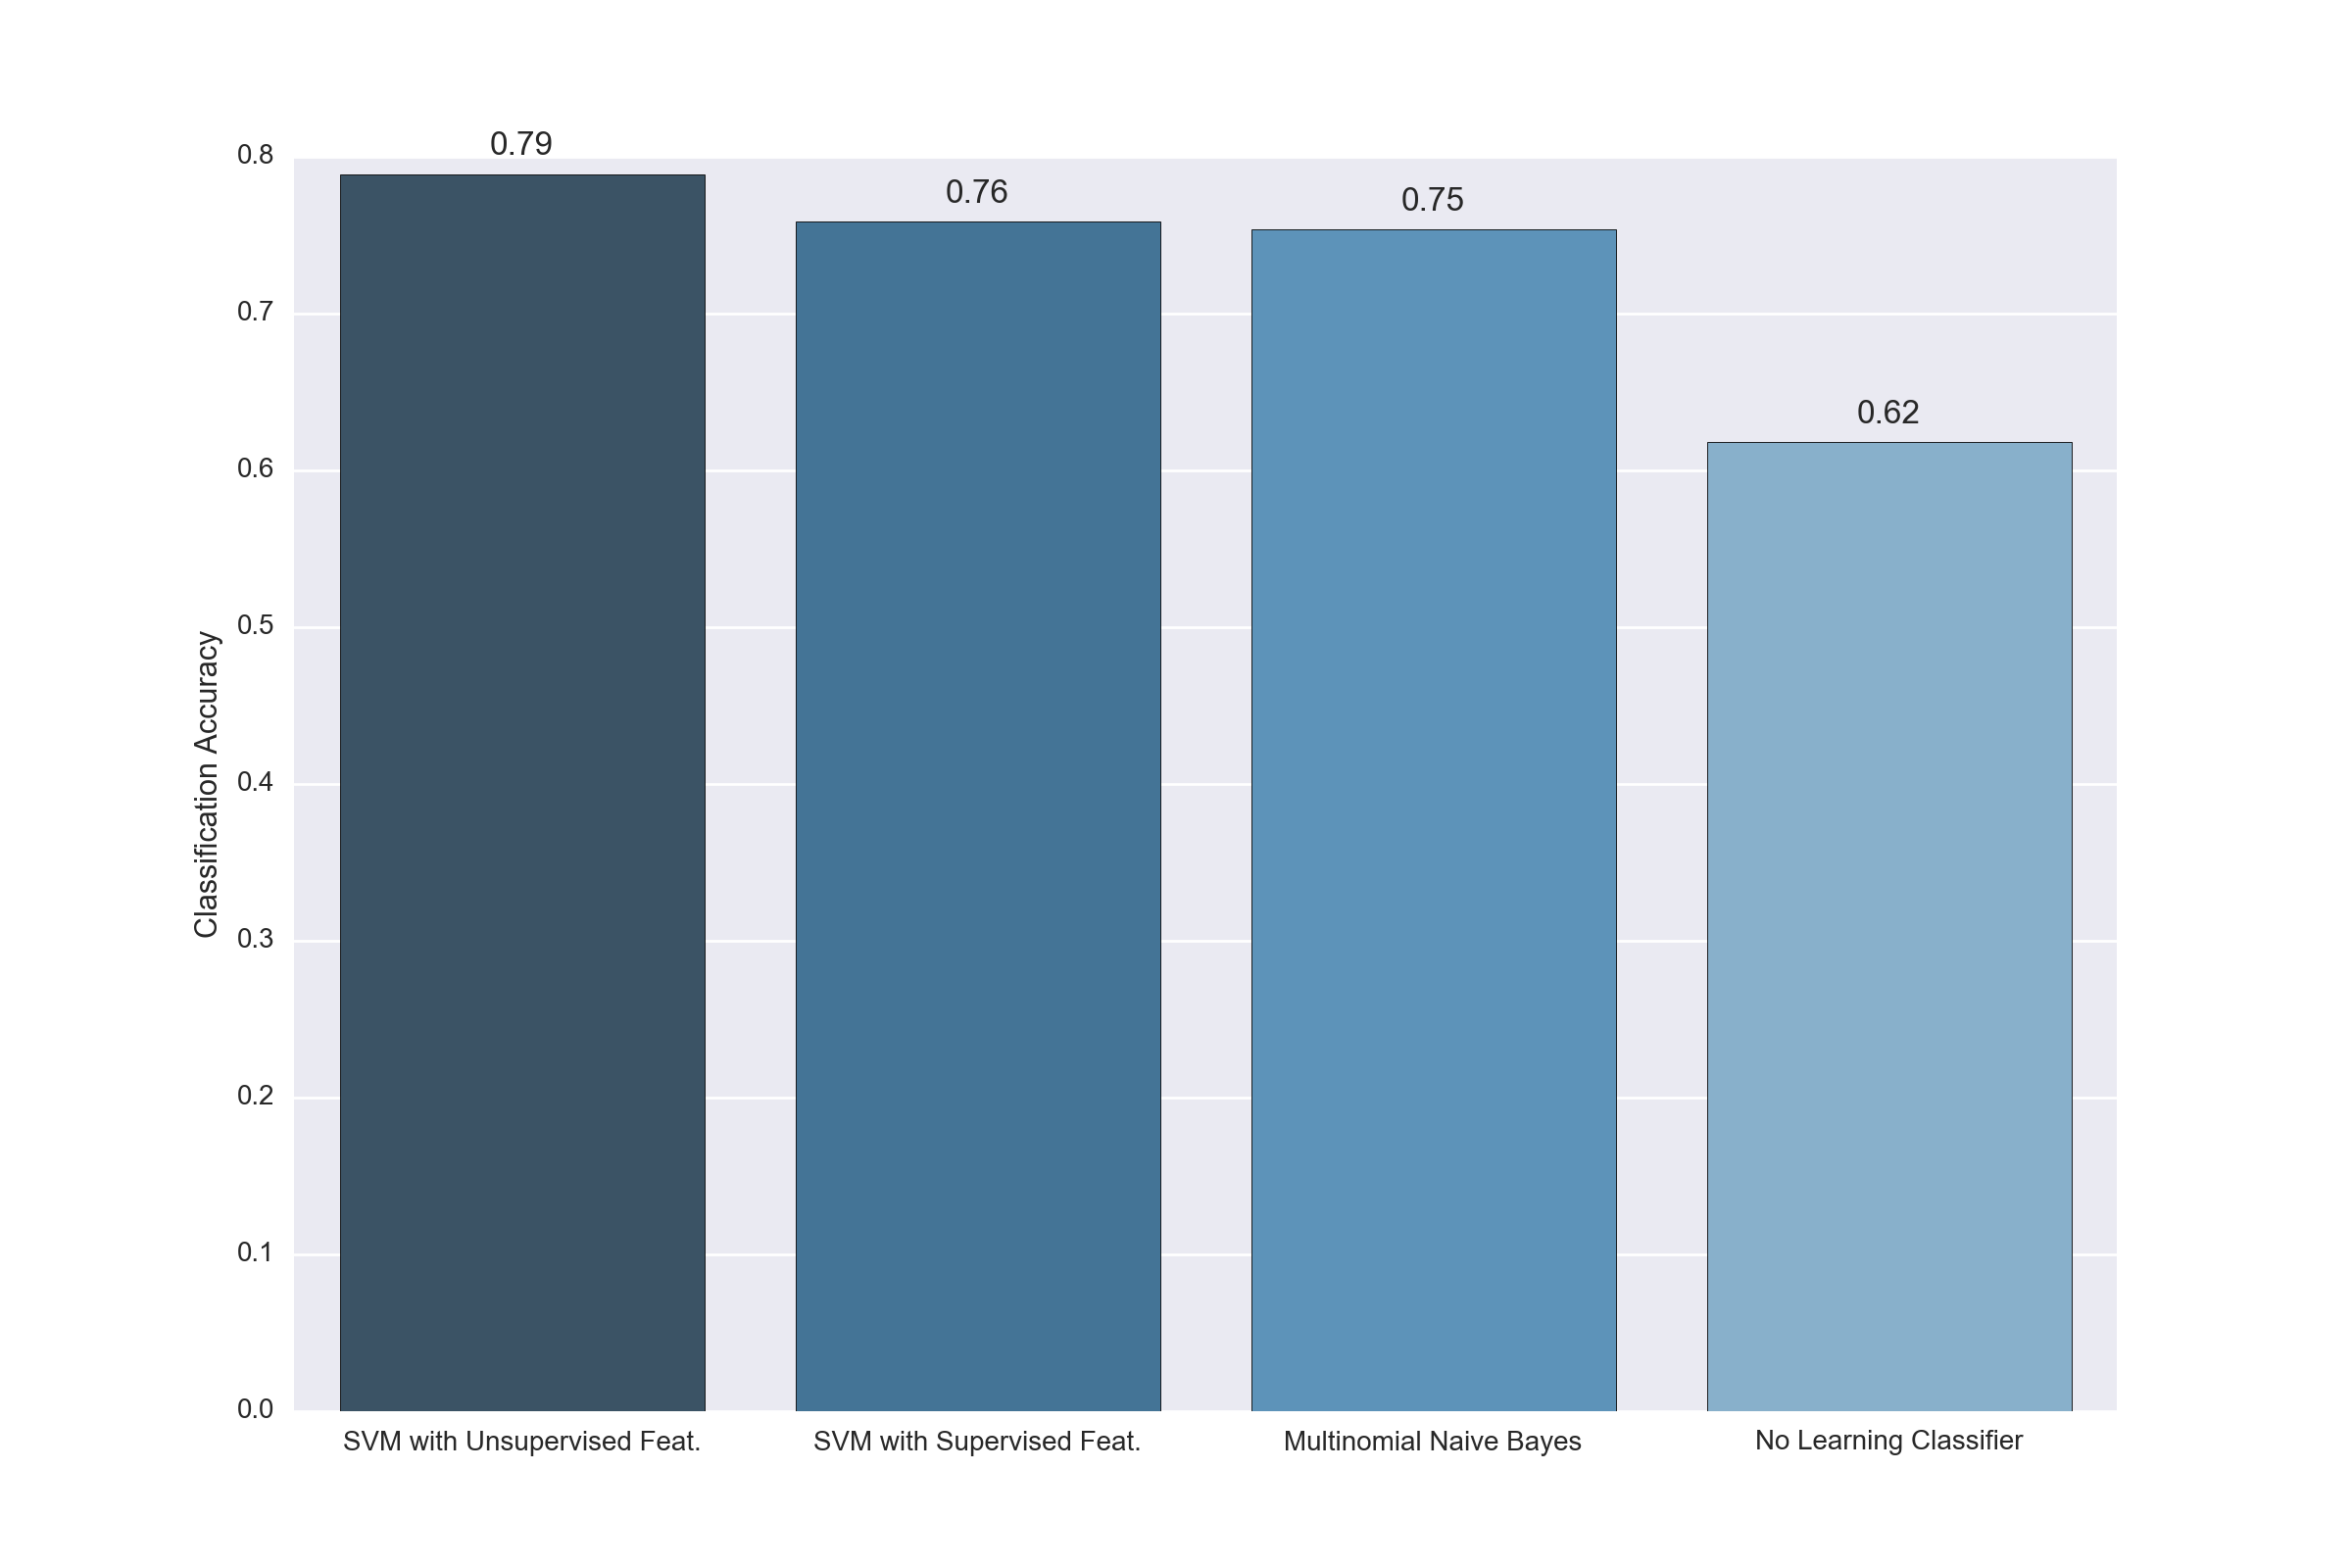 0.79
0.76
0.75
0.62
0.8
0.7
0.6
0.5
0.4
0.3
0.2
0.1
0.0
Classification Accuracy
SVM with Unsupervised Feat.
SVM with Supervised Feat.
Multinomial Naive Bayes
No Learning Classifier